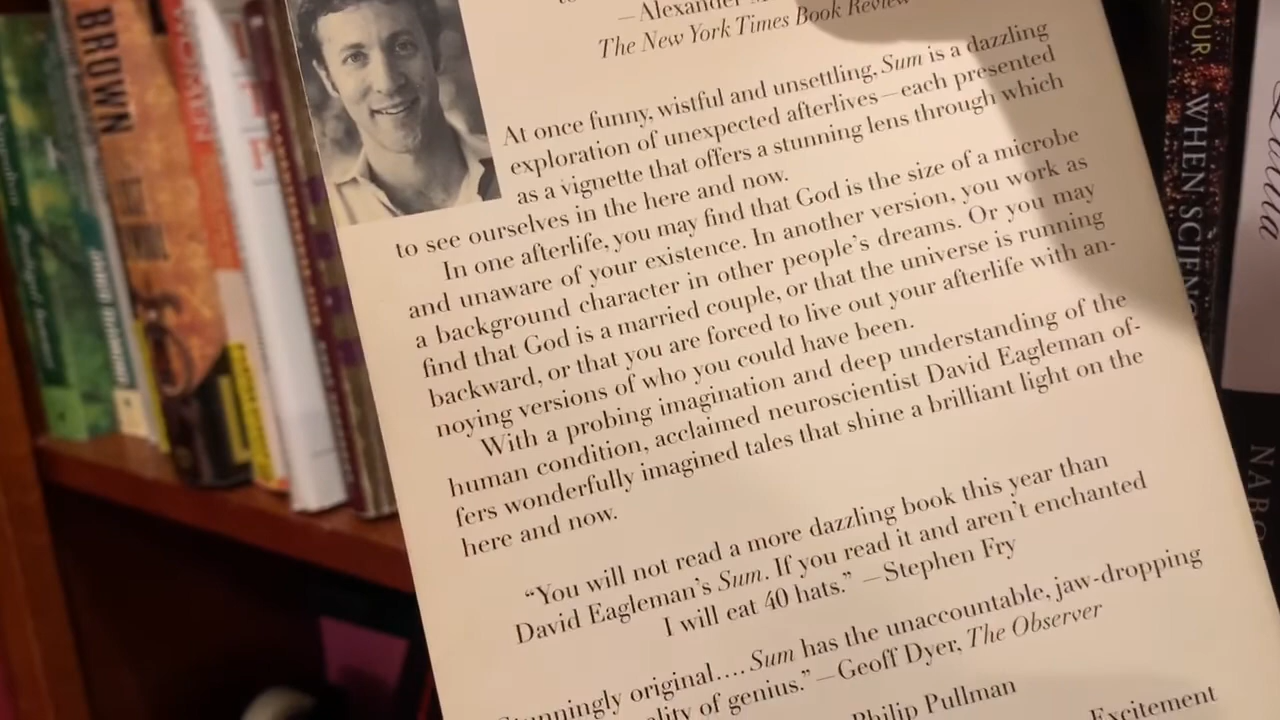 —Alexander
The New York Times Book Review
At once funny, wistful and unsettling, Sum is a dazzling
exploration of unexpected afterlives—each presented
as a vignette that offers a stunning lens through which
to see ourselves in the here and now.
In one afterlife, you may find that God is the size of a microbe
and unaware of your existence. In another version, you work as
a background character in other people's dreams. Or you may
find that God is a married couple, or that the universe is running
backward, or that you are forced to live out your afterlife with an-
noying versions of who you could have been.
With a probing imagination and deep understanding of the
human condition, acclaimed neuroscientist David Eagleman of-
fers wonderfully imagined tales that shine a brilliant light on the
here and now.
“You will not read a more dazzling book this year than
David Eagleman's Sum. If you read it and aren't enchanted
I will eat 40 hats.” —Stephen Fry
original.... Sum has the unaccountable, jaw-dropping
of genius.” —Geoff Dyer, The Observer
Philip Pullman
Excitement
BROWN
OUR
WHEN